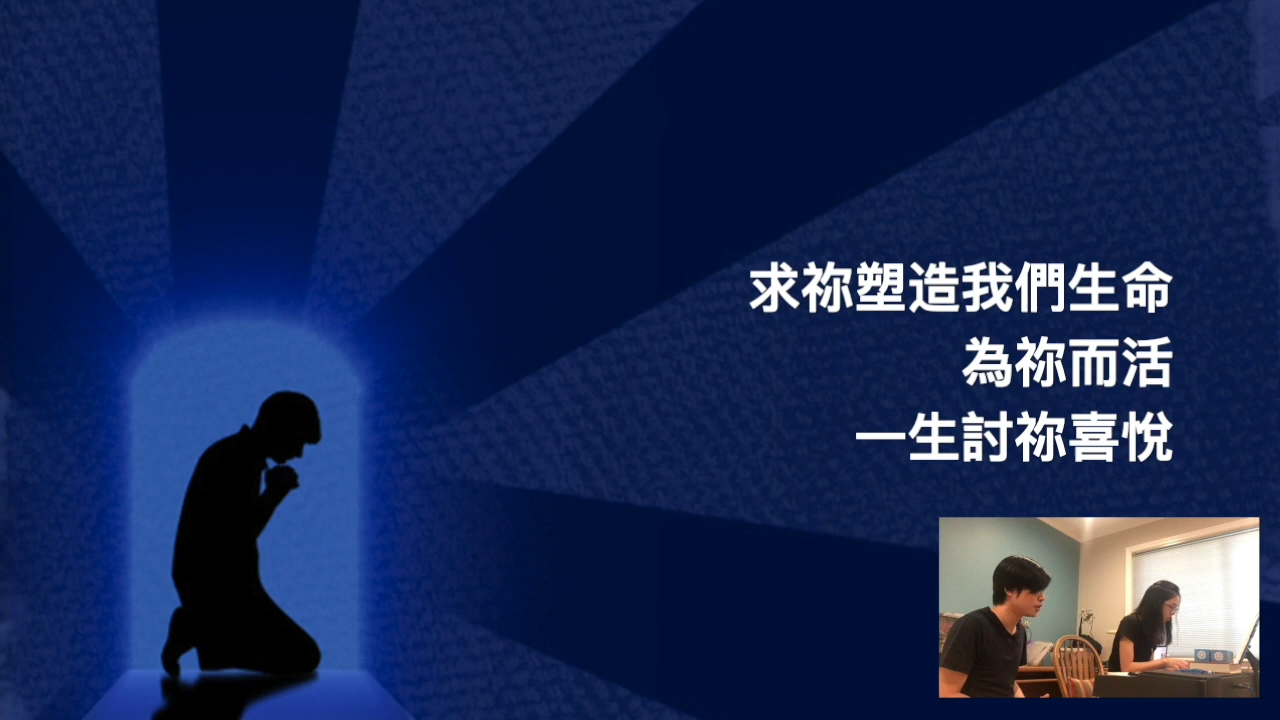 求祢塑造我們生命
為祢而活
一生討祢喜悅